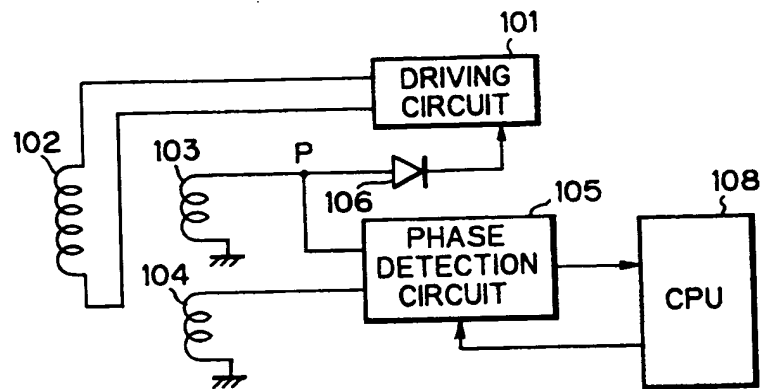 101
DRIVING
CIRCUIT
102
103
P
106
105
108
PHASE
DETECTION
CIRCUIT
CPU
104